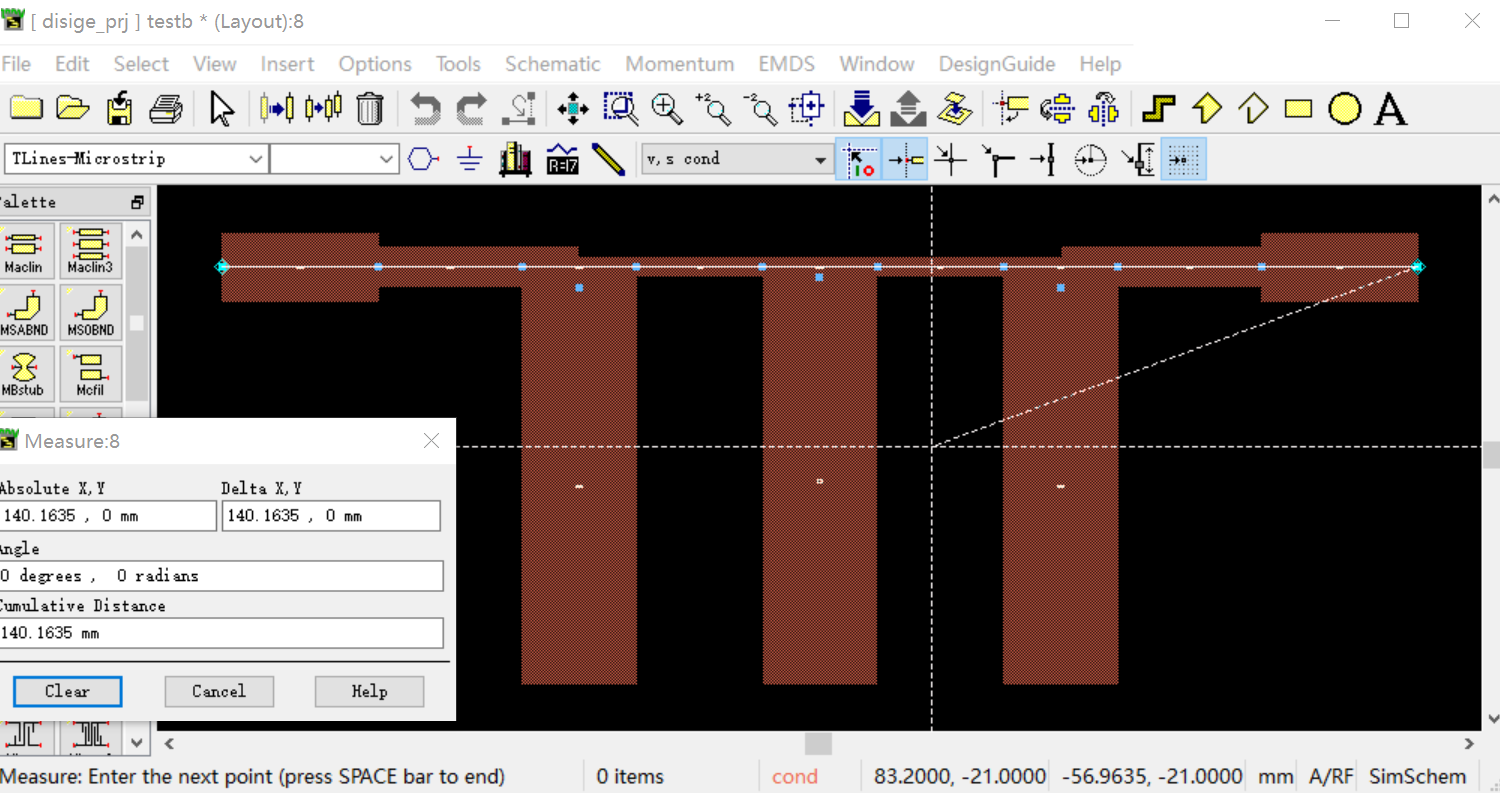 [ disige_prj ] testb * (Layout):8
File Edit Select View Insert Options Tools Schematic Momentum EMDS Window DesignGuide Help
+2 -2
A
TLines-Microstrip v,s cond
alette
Maclin Maclin3
MSABND MSOBND
MBstub Mcfil
Measure:8
Absolute X,Y Delta X,Y
140.1635 , 0 mm 140.1635 , 0 mm
Angle
0 degrees , 0 radians
Cumulative Distance
140.1635 mm
Clear Cancel Help
Measure: Enter the next point (press SPACE bar to end) 0 items cond 83.2000, -21.0000 -56.9635, -21.0000 mm A/RF SimSchem